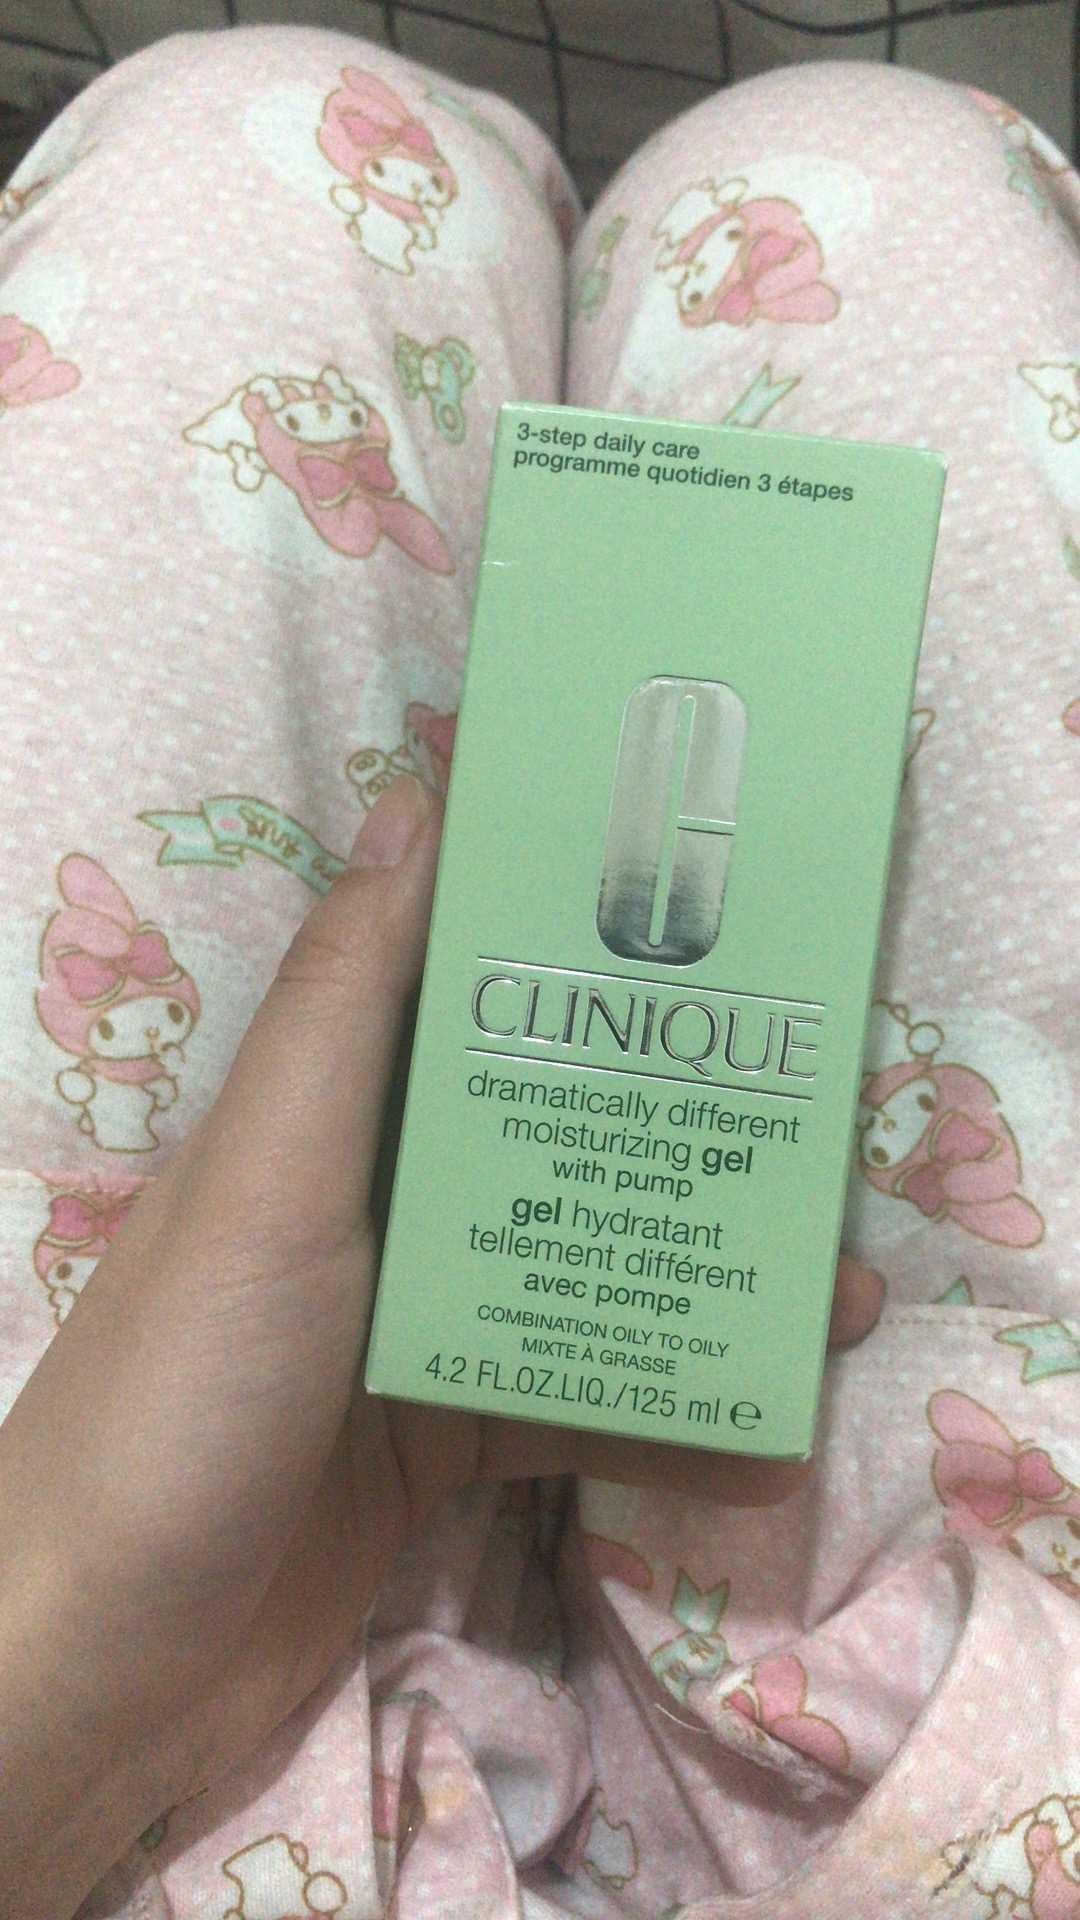 3-step daily care
programme quotidien 3 étapes
CLINIQUE
dramatically different
moisturizing gel
with pump
gel hydratant
tellement différent
avec pompe
COMBINATION OILY TO OILY
MIXTE À GRASSE
4.2 FL.OZ.LIQ./125 ml ℮